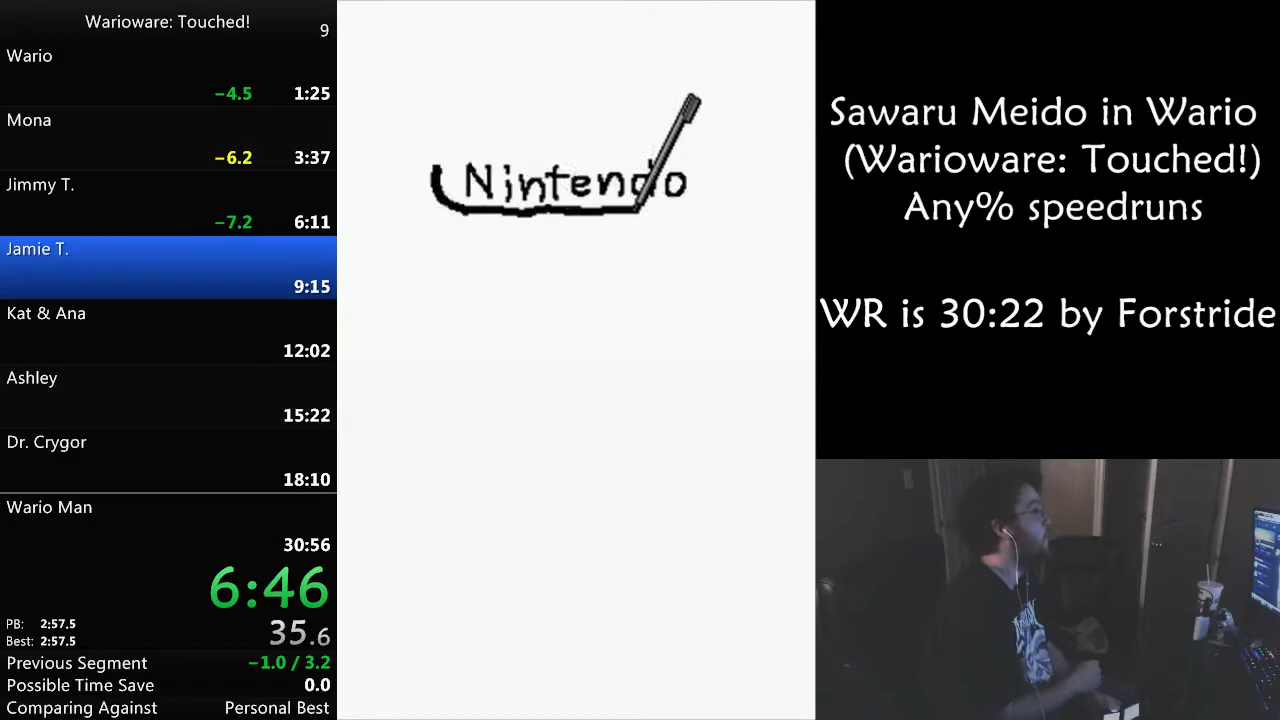 Warioware: Touched!
9
Wario
-4.5 1:25
Mona
-6.2 3:37
Jimmy T.
-7.2 6:11
Jamie T.
9:15
Kat & Ana
12:02
Ashley
15:22
Dr. Crygor
18:10
Wario Man
30:56
6:46
PB: 2:57.5
Best: 2:57.5
35.6
Previous Segment -1.0 / 3.2
Possible Time Save 0.0
Comparing Against Personal Best
Nintendo
Sawaru Meido in Wario
(Warioware: Touched!)
Any% speedruns
WR is 30:22 by Forstride